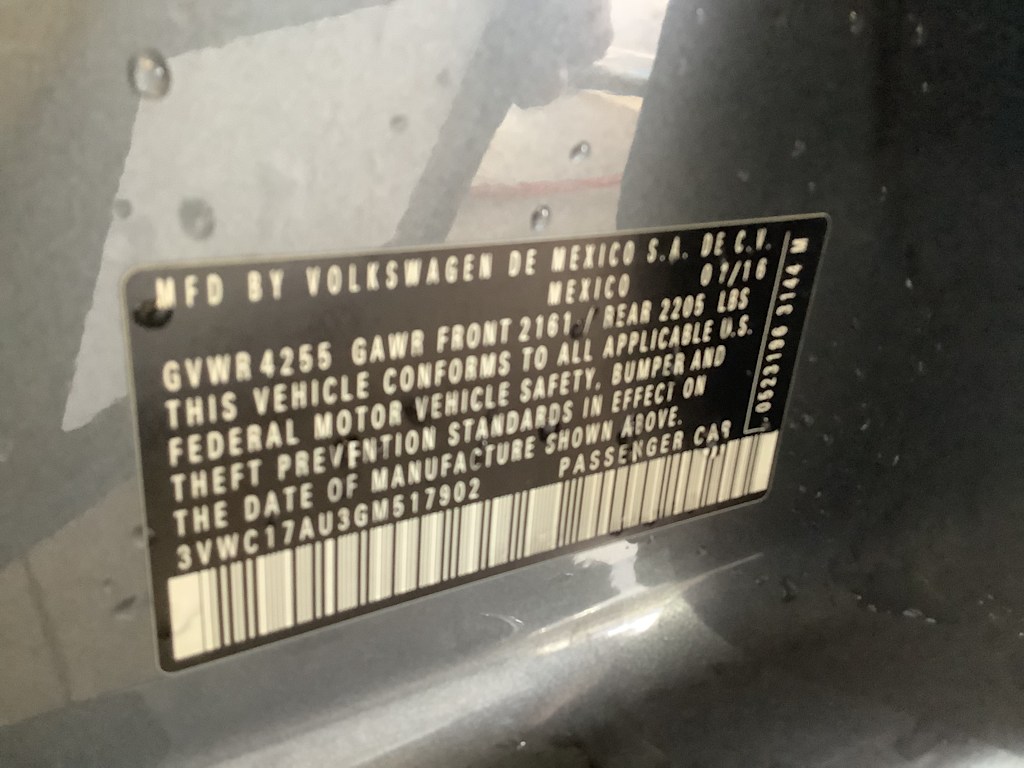 MFD BY VOLKSWAGEN DE MEXICO S.A. DE C.V.
MEXICO 07/16
GVWR 4255 GAWR FRONT 2161 / REAR 2205 LBS
THIS VEHICLE CONFORMS TO ALL APPLICABLE U.S.
FEDERAL MOTOR VEHICLE SAFETY, BUMPER AND
THEFT PREVENTION STANDARDS IN EFFECT ON
THE DATE OF MANUFACTURE SHOWN ABOVE.
3VWC17AU3GM517902 PASSENGER CAR
0623196 3144 M